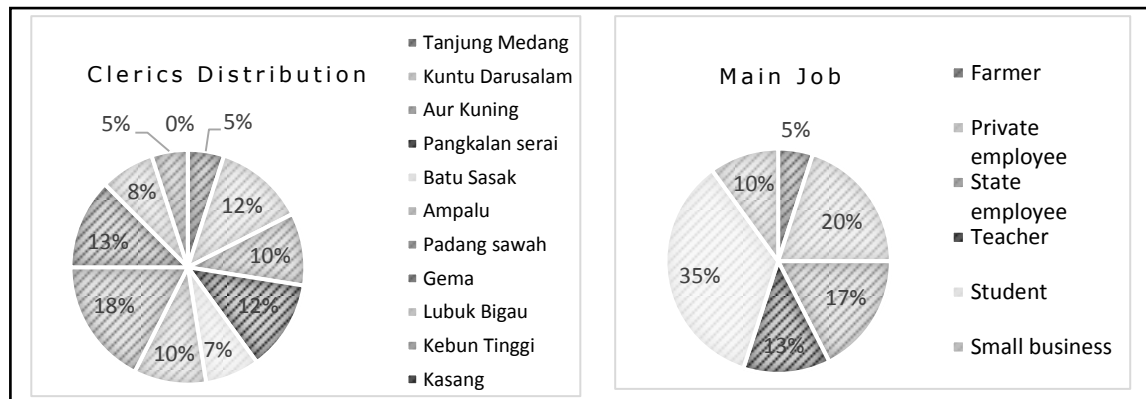 Clerics Distribution
5%
0%
5%
12%
10%
12%
7%
10%
18%
13%
8%
Tanjung Medang
Kuntu Darusalam
Aur Kuning
Pangkalan serai
Batu Sasak
Ampalu
Padang sawah
Gema
Lubuk Bigau
Kebun Tinggi
Kasang
Main Job
5%
20%
17%
13%
35%
10%
Farmer
Private
employee
State
employee
Teacher
Student
Small business